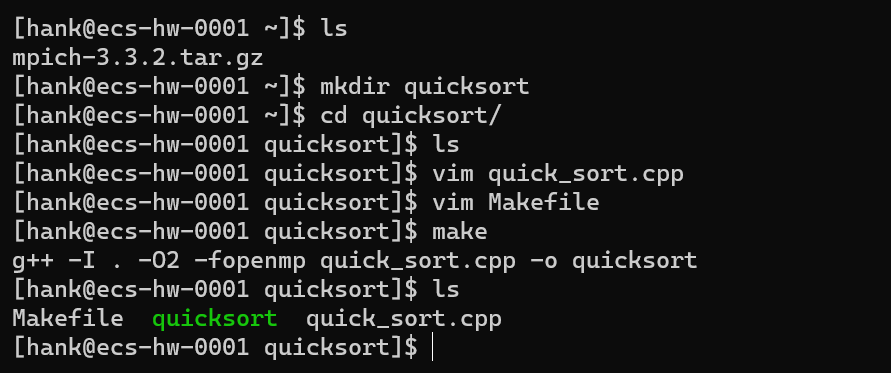 [hank@ecs-hw-0001 ~]$ ls
mpich-3.3.2.tar.gz
[hank@ecs-hw-0001 ~]$ mkdir quicksort
[hank@ecs-hw-0001 ~]$ cd quicksort/
[hank@ecs-hw-0001 quicksort]$ ls
[hank@ecs-hw-0001 quicksort]$ vim quick_sort.cpp
[hank@ecs-hw-0001 quicksort]$ vim Makefile
[hank@ecs-hw-0001 quicksort]$ make
g++ -I . -O2 -fopenmp quick_sort.cpp -o quicksort
[hank@ecs-hw-0001 quicksort]$ ls
Makefile  quicksort  quick_sort.cpp
[hank@ecs-hw-0001 quicksort]$